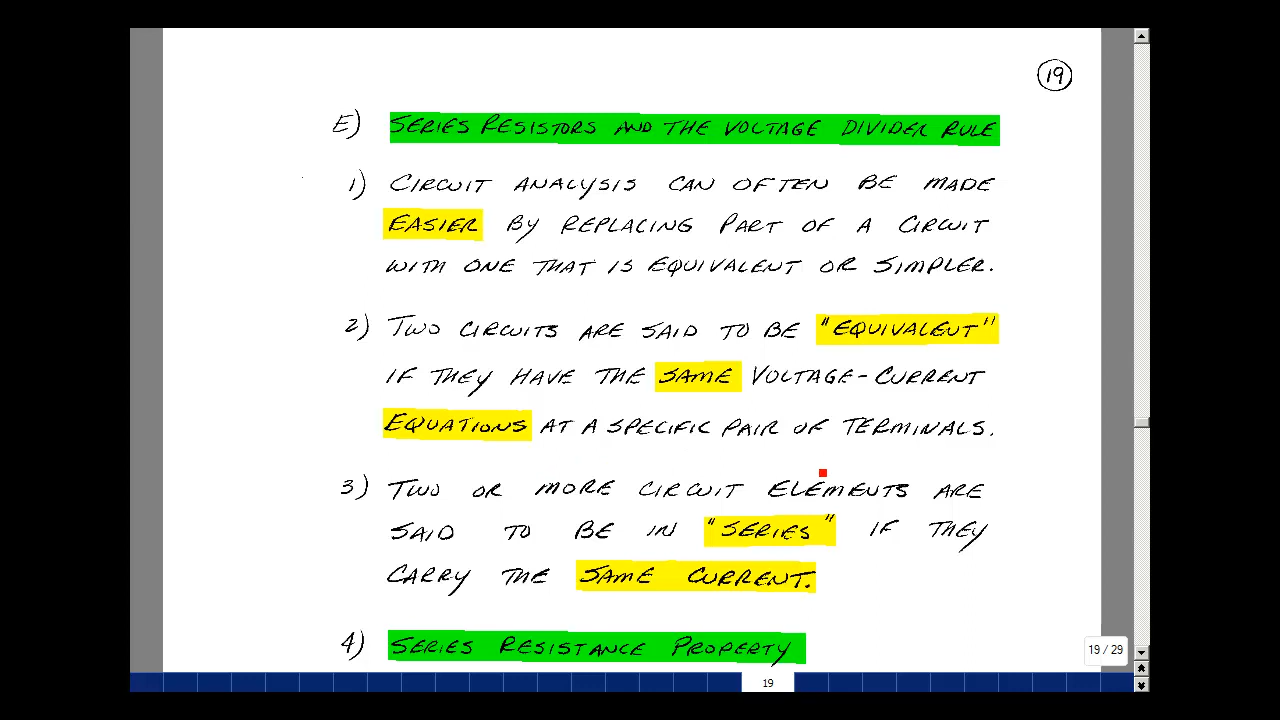 19
E) SERIES RESISTORS AND THE VOLTAGE DIVIDER RULE
1) CIRCUIT ANALYSIS CAN OFTEN BE MADE
EASIER BY REPLACING PART OF A CIRCUIT
WITH ONE THAT IS EQUIVALENT OR SIMPLER.
2) TWO CIRCUITS ARE SAID TO BE "EQUIVALENT"
IF THEY HAVE THE SAME VOLTAGE-CURRENT
EQUATIONS AT A SPECIFIC PAIR OF TERMINALS.
3) TWO OR MORE CIRCUIT ELEMENTS ARE
SAID TO BE IN "SERIES" IF THEY
CARRY THE SAME CURRENT.
4) SERIES RESISTANCE PROPERTY
19 / 29
19